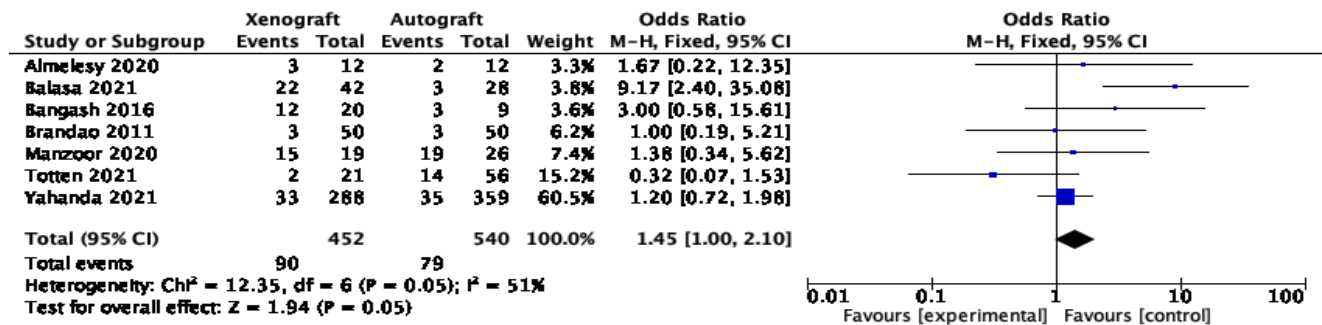 Xenograft Autograft Odds Ratio Odds Ratio
Study or Subgroup Events Total Events Total Weight M-H, Fixed, 95% CI M-H, Fixed, 95% CI
Almelesy 2020 3 12 2 12 3.3% 1.67 [0.22, 12.35]
Balasa 2021 22 42 3 28 3.8% 9.17 [2.40, 35.08]
Bangash 2016 12 20 3 9 3.6% 3.00 [0.58, 15.61]
Brandao 2011 3 50 3 50 6.2% 1.00 [0.19, 5.21]
Manzoor 2020 15 19 19 26 7.4% 1.38 [0.34, 5.62]
Totten 2021 2 21 14 56 15.2% 0.32 [0.07, 1.53]
Yahanda 2021 33 288 35 359 60.5% 1.20 [0.72, 1.98]
Total (95% CI) 452 540 100.0% 1.45 [1.00, 2.10]
Total events 90 79
Heterogeneity: Chi² = 12.35, df = 6 (P = 0.05); I² = 51%
Test for overall effect: Z = 1.94 (P = 0.05)
0.01 0.1 1 10 100
Favours [experimental] Favours [control]